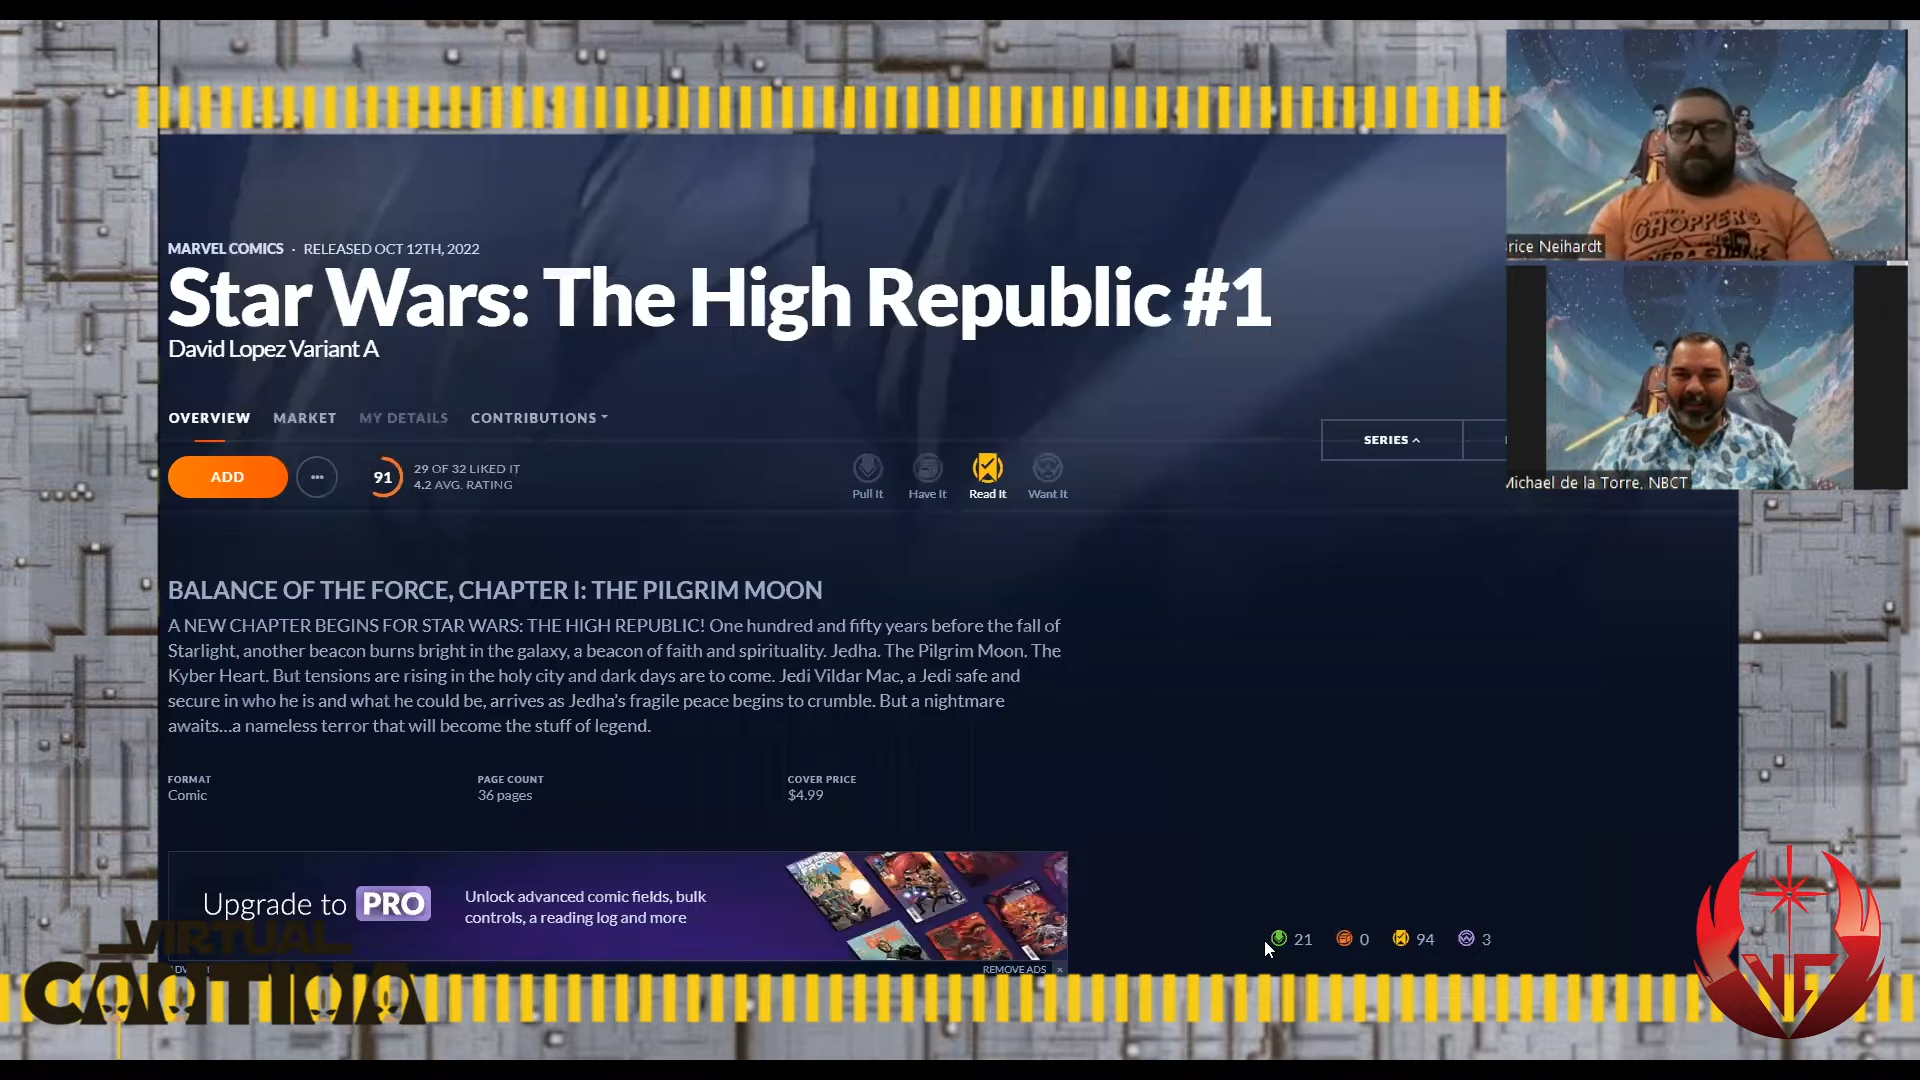 MARVEL COMICS · RELEASED OCT 12TH, 2022
Star Wars: The High Republic #1
David Lopez Variant A
OVERVIEW MARKET MY DETAILS CONTRIBUTIONS
SERIES
ADD
91
29 OF 32 LIKED IT
4.2 AVG. RATING
Pull It Have It Read It Want It
rice Neihardt
CHOPPER'S
Michael de la Torre, NBCT
BALANCE OF THE FORCE, CHAPTER I: THE PILGRIM MOON
A NEW CHAPTER BEGINS FOR STAR WARS: THE HIGH REPUBLIC! One hundred and fifty years before the fall of
Starlight, another beacon burns bright in the galaxy, a beacon of faith and spirituality. Jedha. The Pilgrim Moon. The
Kyber Heart. But tensions are rising in the holy city and dark days are to come. Jedi Vildar Mac, a Jedi safe and
secure in who he is and what he could be, arrives as Jedha's fragile peace begins to crumble. But a nightmare
awaits...a nameless terror that will become the stuff of legend.
FORMAT
Comic
PAGE COUNT
36 pages
COVER PRICE
$4.99
Upgrade to PRO
Unlock advanced comic fields, bulk
controls, a reading log and more
REMOVE ADS ×
21 0 94 3
VIRTUAL
CANTINA